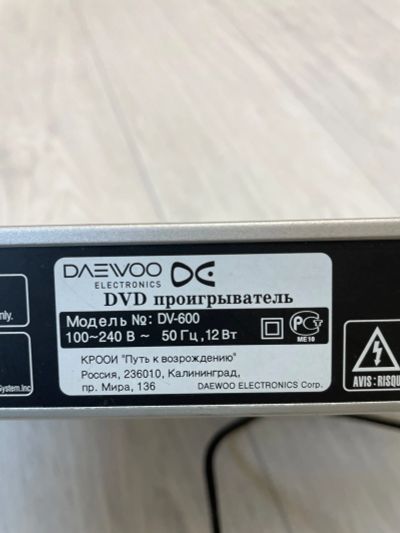 DAEWOO
ELECTRONICS
DVD проигрыватель
Модель №: DV-600
100~240 В ~ 50 Гц, 12 Вт
МЕ10
КРООИ "Путь к возрождению"
Россия, 236010, Калининград,
пр. Мира, 136
DAEWOO ELECTRONICS Corp.
nly.
System.Inc
AVIS: RISQU